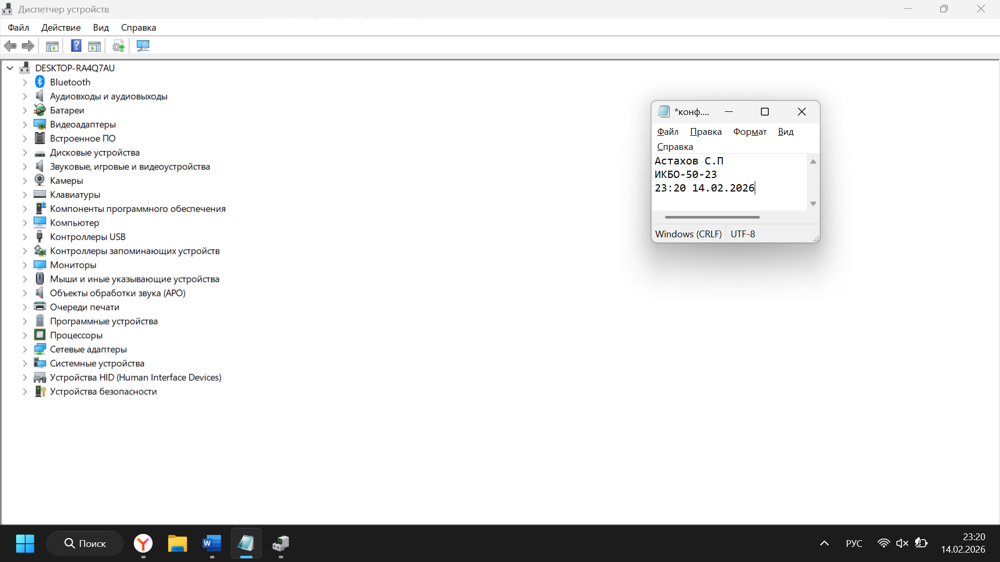 Диспетчер устройств
Файл Действие Вид Справка
DESKTOP-RA4Q7AU
Bluetooth
Аудиовходы и аудиовыходы
Батареи
Видеоадаптеры
Встроенное ПО
Дисковые устройства
Звуковые, игровые и видеоустройства
Камеры
Клавиатуры
Компоненты программного обеспечения
Компьютер
Контроллеры USB
Контроллеры запоминающих устройств
Мониторы
Мыши и иные указывающие устройства
Объекты обработки звука (APO)
Очереди печати
Программные устройства
Процессоры
Сетевые адаптеры
Системные устройства
Устройства HID (Human Interface Devices)
Устройства безопасности
*конф....
Файл Правка Формат Вид
Справка
Астахов С.П
ИКБО-50-23
23:20 14.02.2026
Windows (CRLF) UTF-8
Поиск
РУС
23:20
14.02.2026